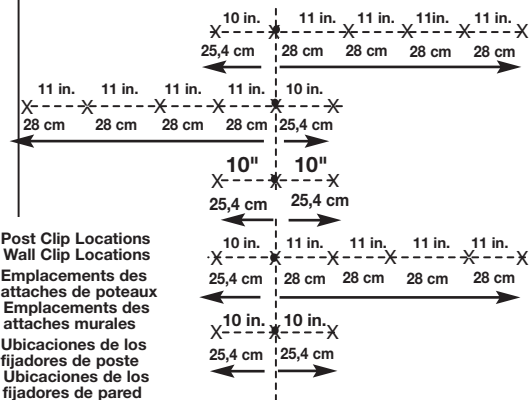 10 in. 11 in. 11 in. 11in. 11 in.
25,4 cm 28 cm 28 cm 28 cm 28 cm
11 in. 11 in. 11 in. 11 in. 10 in.
28 cm 28 cm 28 cm 28 cm 25,4 cm
10" 10"
25,4 cm 25,4 cm
Post Clip Locations
Wall Clip Locations
10 in. 11 in. 11 in. 11 in. 11 in.
25,4 cm 28 cm 28 cm 28 cm 28 cm
Emplacements des
attaches de poteaux
Emplacements des
attaches murales
10 in. 10 in.
25,4 cm 25,4 cm
Ubicaciones de los
fijadores de poste
Ubicaciones de los
fijadores de pared